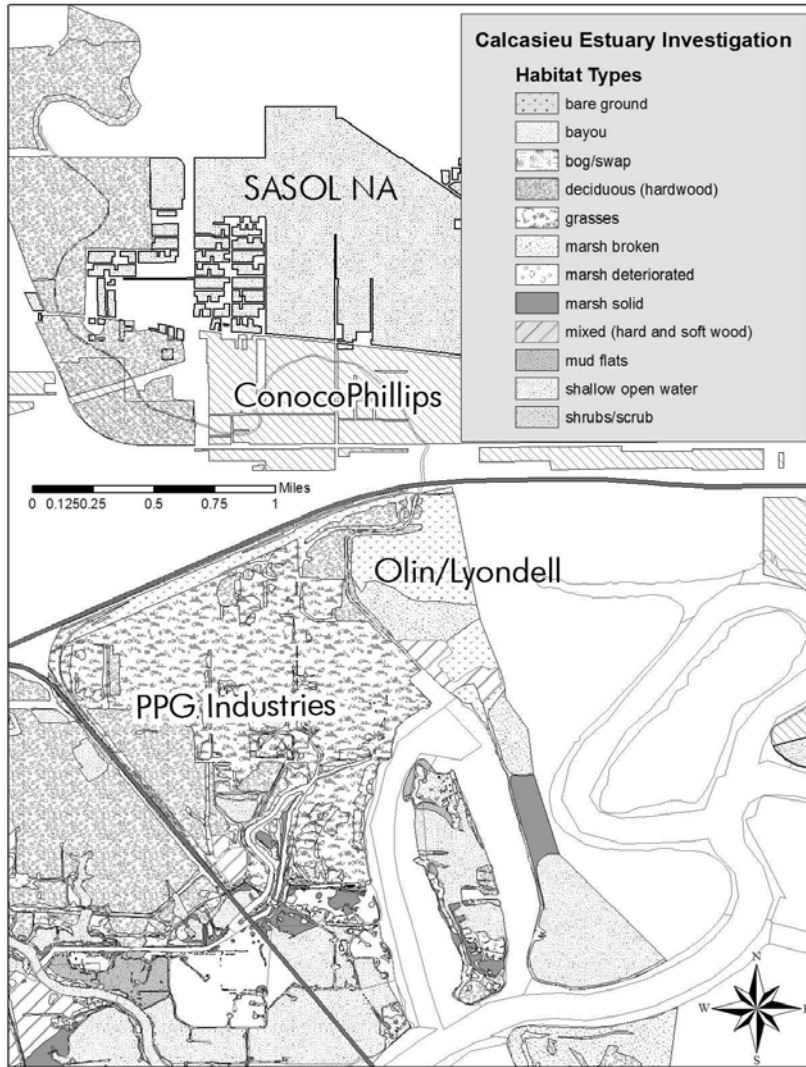 Calcasieu Estuary Investigation
Habitat Types
bare ground
bayou
bog/swap
deciduous (hardwood)
grasses
marsh broken
marsh deteriorated
marsh solid
mixed (hard and soft wood)
mud flats
shallow open water
shrubs/scrub
SASOL NA
ConocoPhillips
Miles
0 0.1250.25 0.5 0.75 1
Olin/Lyondell
PPG Industries
N
W E
S